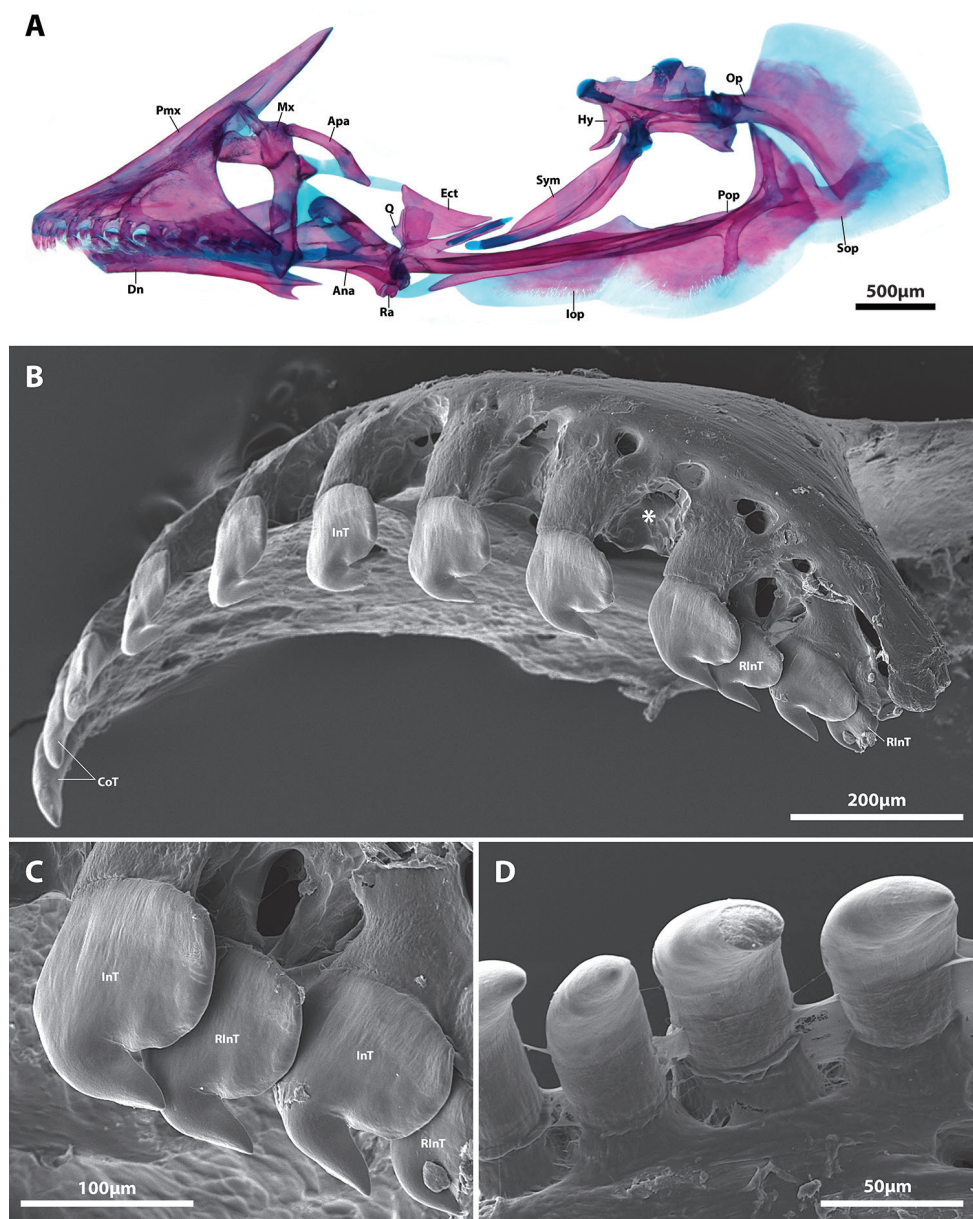 A
Pmx
Mx
Apa
Q
Ect
Dn
Ana
Ra
Hy
Op
Sym
Pop
Sop
Iop
500µm
B
InT
*
RInT
RInT
CoT
200µm
C
InT
RInT
InT
RInT
100µm
D
50µm